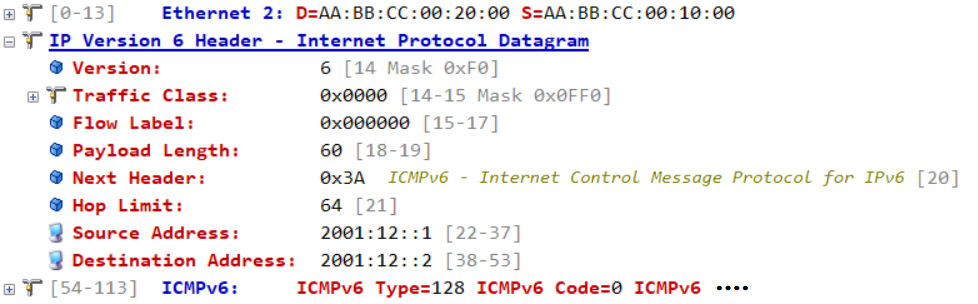 [0-13] Ethernet 2: D=AA:BB:CC:00:20:00 S=AA:BB:CC:00:10:00
IP Version 6 Header - Internet Protocol Datagram
Version: 6 [14 Mask 0xF0]
Traffic Class: 0x0000 [14-15 Mask 0x0FF0]
Flow Label: 0x000000 [15-17]
Payload Length: 60 [18-19]
Next Header: 0x3A ICMPv6 - Internet Control Message Protocol for IPv6 [20]
Hop Limit: 64 [21]
Source Address: 2001:12::1 [22-37]
Destination Address: 2001:12::2 [38-53]
[54-113] ICMPv6: ICMPv6 Type=128 ICMPv6 Code=0 ICMPv6 ....